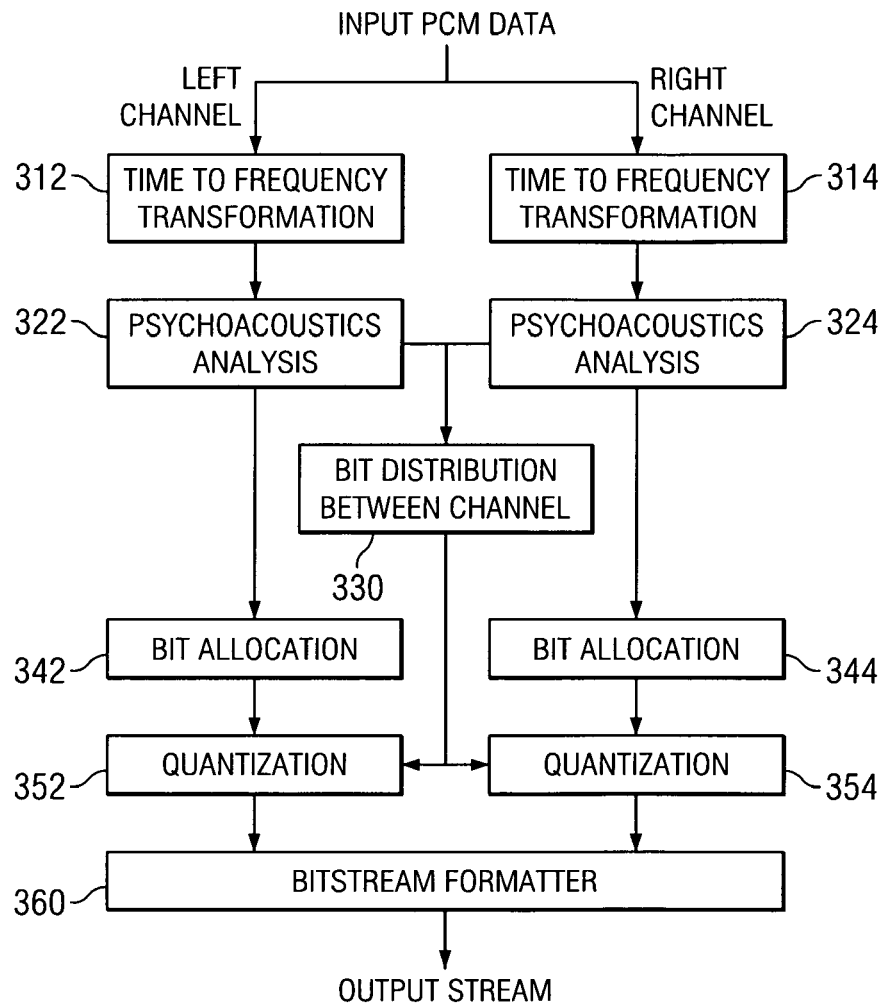 INPUT PCM DATA
LEFT
CHANNEL
RIGHT
CHANNEL
312
TIME TO FREQUENCY
TRANSFORMATION
TIME TO FREQUENCY
TRANSFORMATION
314
322
PSYCHOACOUSTICS
ANALYSIS
PSYCHOACOUSTICS
ANALYSIS
324
BIT DISTRIBUTION
BETWEEN CHANNEL
330
342
BIT ALLOCATION
BIT ALLOCATION
344
352
QUANTIZATION
QUANTIZATION
354
360
BITSTREAM FORMATTER
OUTPUT STREAM